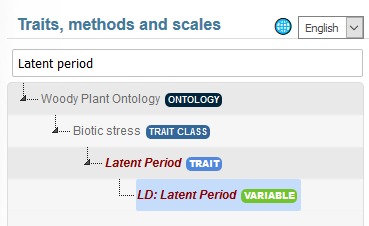 Traits, methods and scales
English
Latent period
Woody Plant Ontology ONTOLOGY
Biotic stress TRAIT CLASS
Latent Period TRAIT
LD: Latent Period VARIABLE